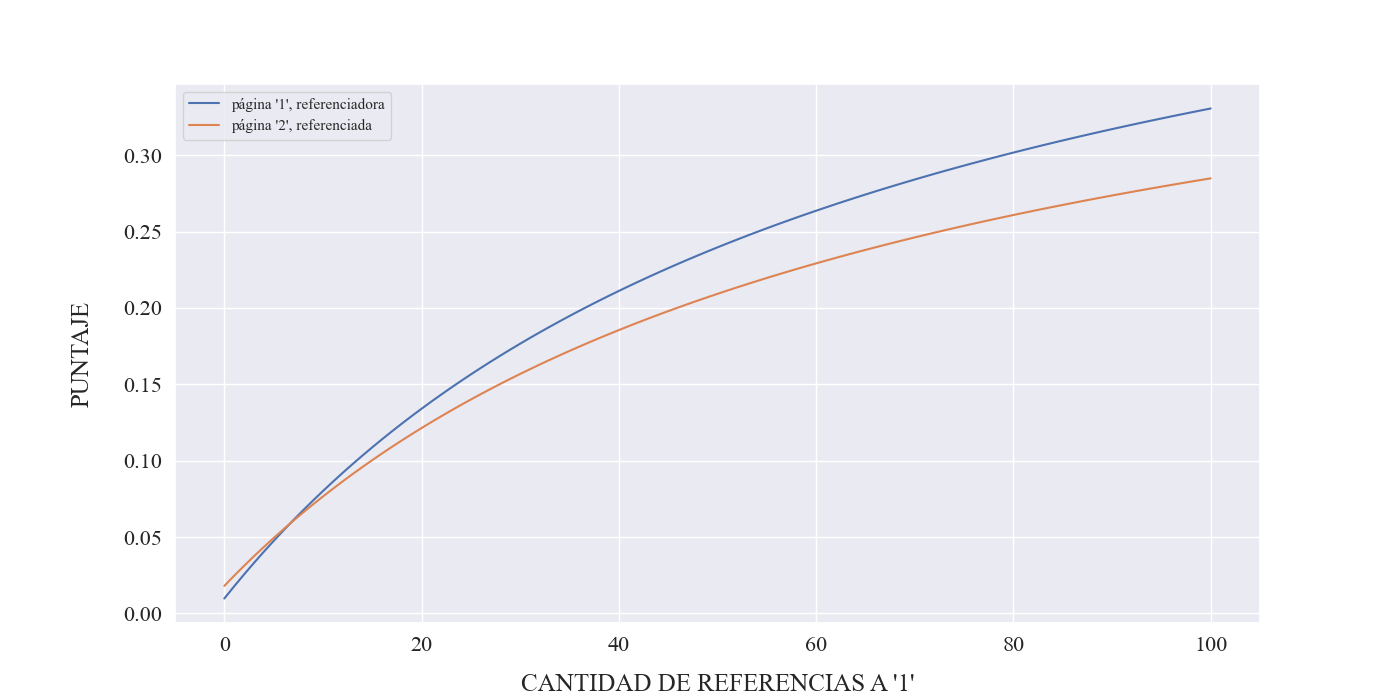 página '1', referenciadora
página '2', referenciada
0.30
0.25
0.20
0.15
0.10
0.05
0.00
PUNTAJE
0 20 40 60 80 100
CANTIDAD DE REFERENCIAS A '1'